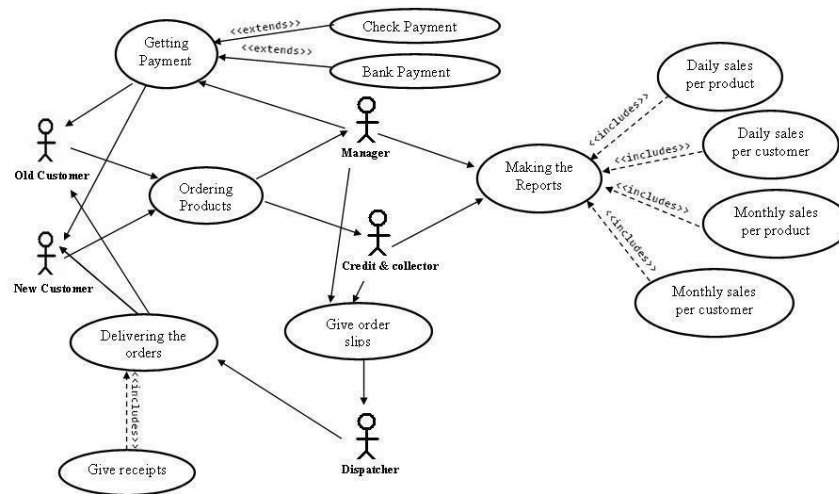 Getting
Payment
<<extends>>
Check Payment
<<extends>>
Bank Payment
Daily sales
per product
<<includes>>
Daily sales
per customer
<<includes>>
Old Customer
Manager
Ordering
Products
Making the
Reports
<<includes>>
Monthly sales
per product
<<includes>>
Monthly sales
per customer
New Customer
Credit & collector
Delivering the
orders
Give order
slips
<<includes>>
Give receipts
Dispatcher